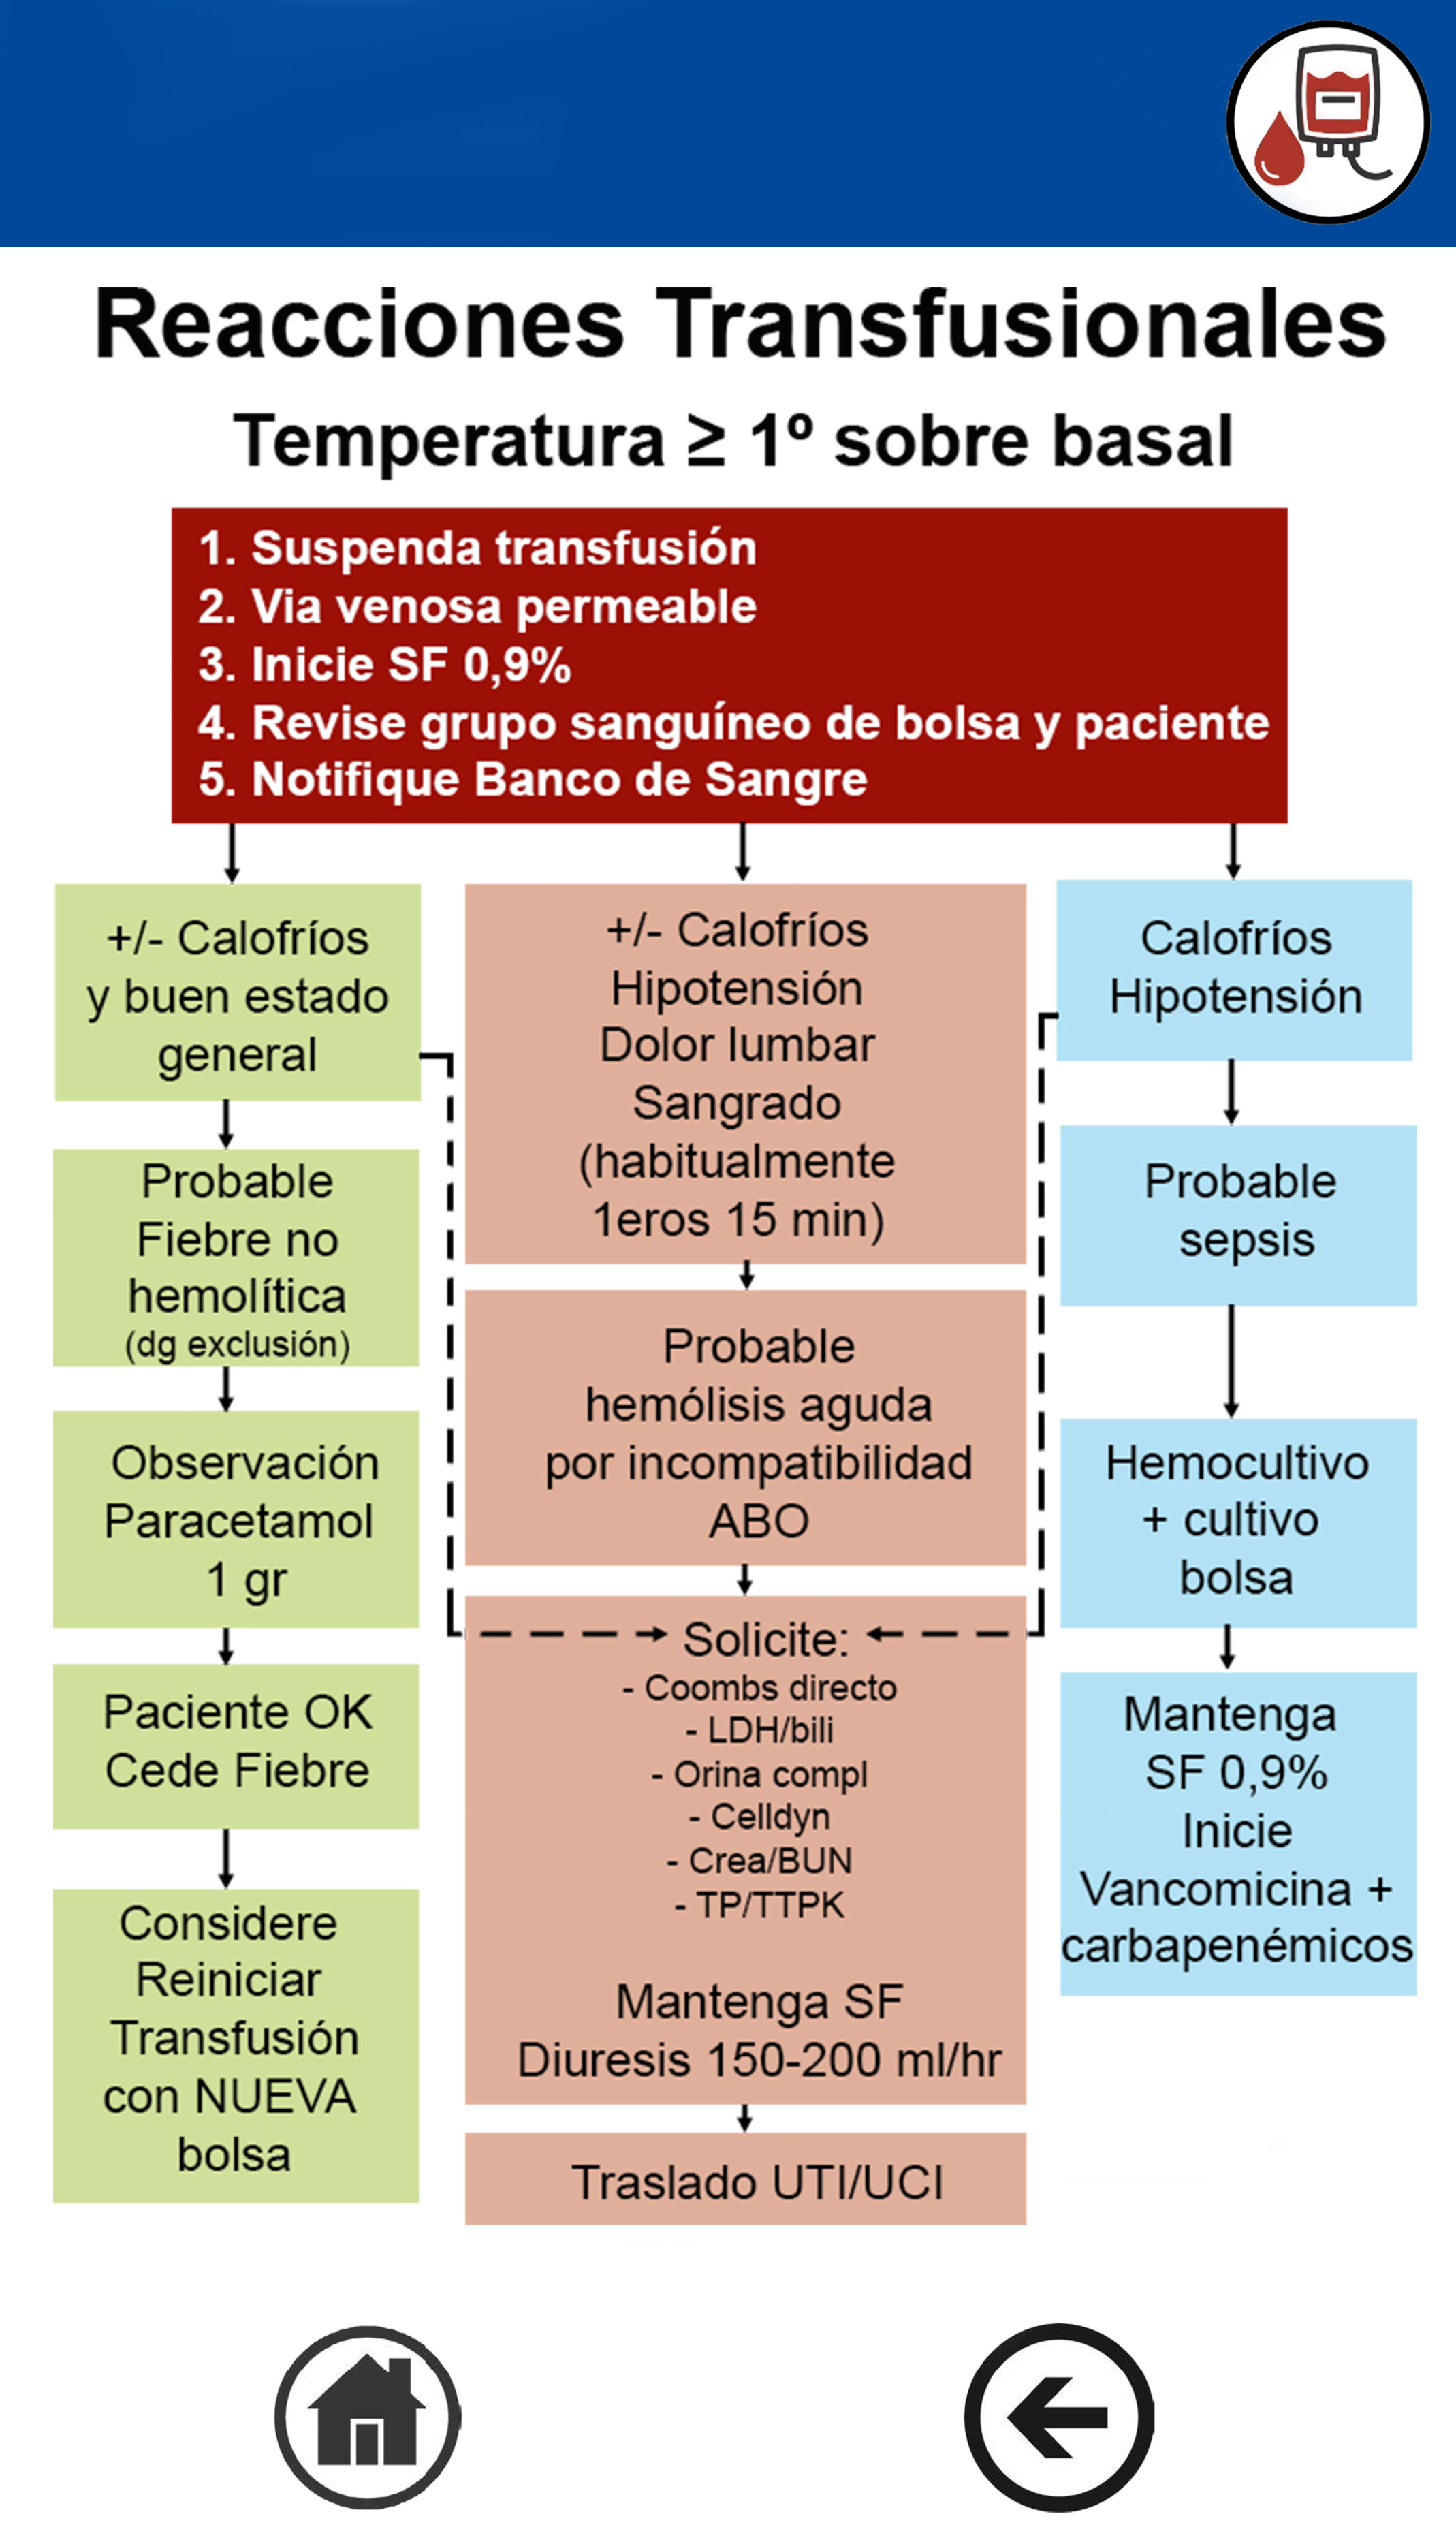 Reacciones Transfusionales
Temperatura ≥ 1º sobre basal
1. Suspenda transfusión
2. Via venosa permeable
3. Inicie SF 0,9%
4. Revise grupo sanguíneo de bolsa y paciente
5. Notifique Banco de Sangre
+/- Calofríos
y buen estado
general
Probable
Fiebre no
hemolítica
(dg exclusión)
Observación
Paracetamol
1 gr
Paciente OK
Cede Fiebre
Considere
Reiniciar
Transfusión
con NUEVA
bolsa
+/- Calofríos
Hipotensión
Dolor lumbar
Sangrado
(habitualmente
1eros 15 min)
Probable
hemólisis aguda
por incompatibilidad
ABO
Solicite:
- Coombs directo
- LDH/bili
- Orina compl
- Celldyn
- Crea/BUN
- TP/TTPK
Mantenga SF
Diuresis 150-200 ml/hr
Traslado UTI/UCI
Calofríos
Hipotensión
Probable
sepsis
Hemocultivo
+ cultivo
bolsa
Mantenga
SF 0,9%
Inicie
Vancomicina +
carbapenémicos